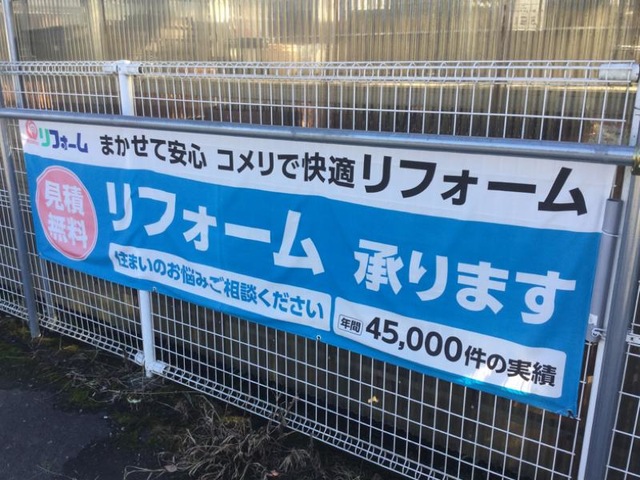 リフォーム まかせて安心 コメリで快適リフォーム
見積
無料
リフォーム 承ります
住まいのお悩みご相談ください
年間 45,000件の実績